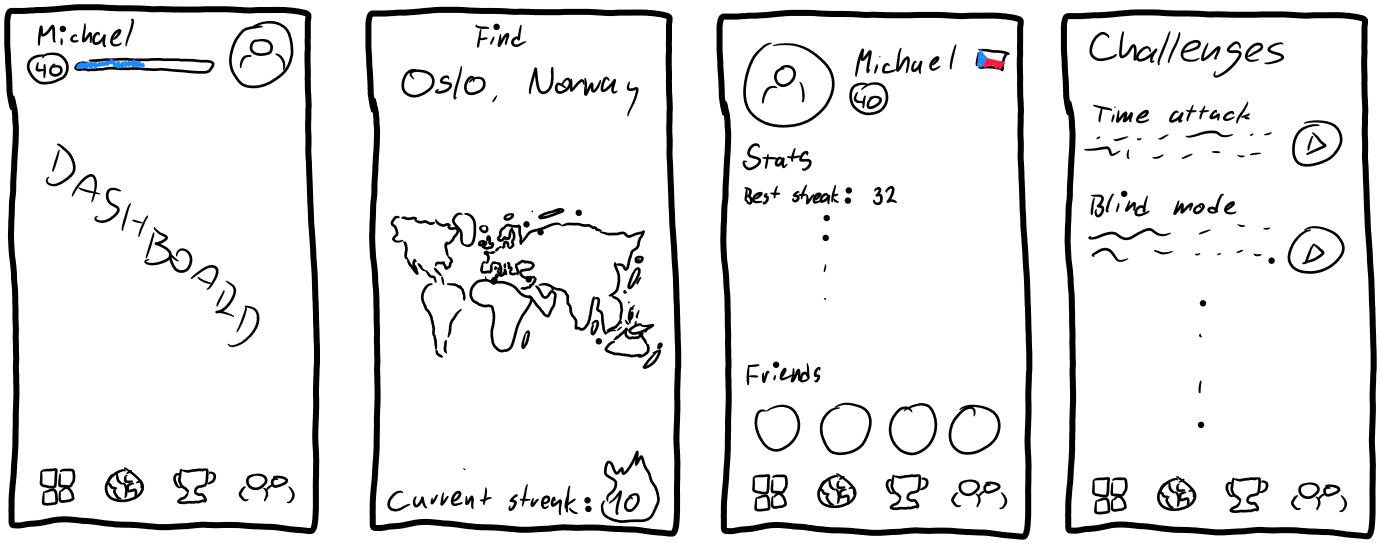 Michael
40
DASHBOARD
Find
Oslo, Norway
Current streak: 10
Michael
40
Stats
Best streak: 32
Friends
Challenges
Time attack
Blind mode